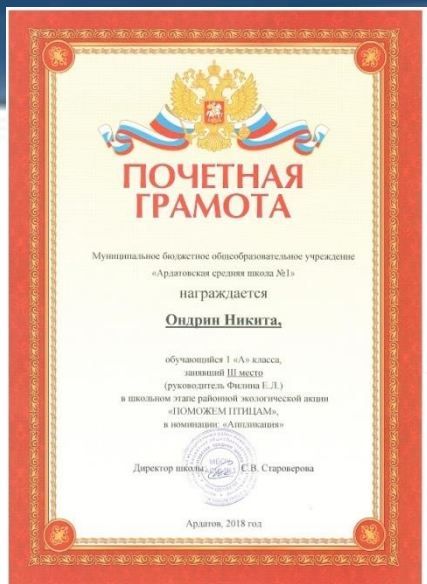 ПОЧЕТНАЯ
ГРАМОТА
Муниципальное бюджетное общеобразовательное учреждение
«Ардатовская средняя школа №1»
награждается
Ондрин Никита,
обучающийся 1 «А» класса,
занявший III место
(руководитель Филина Е.Л.)
в школьном этапе районной экологической акции
«ПОМОЖЕМ ПТИЦАМ»,
в номинации: «Аппликация»
Директор школы: С.В. Староверова
Ардатов, 2018 год